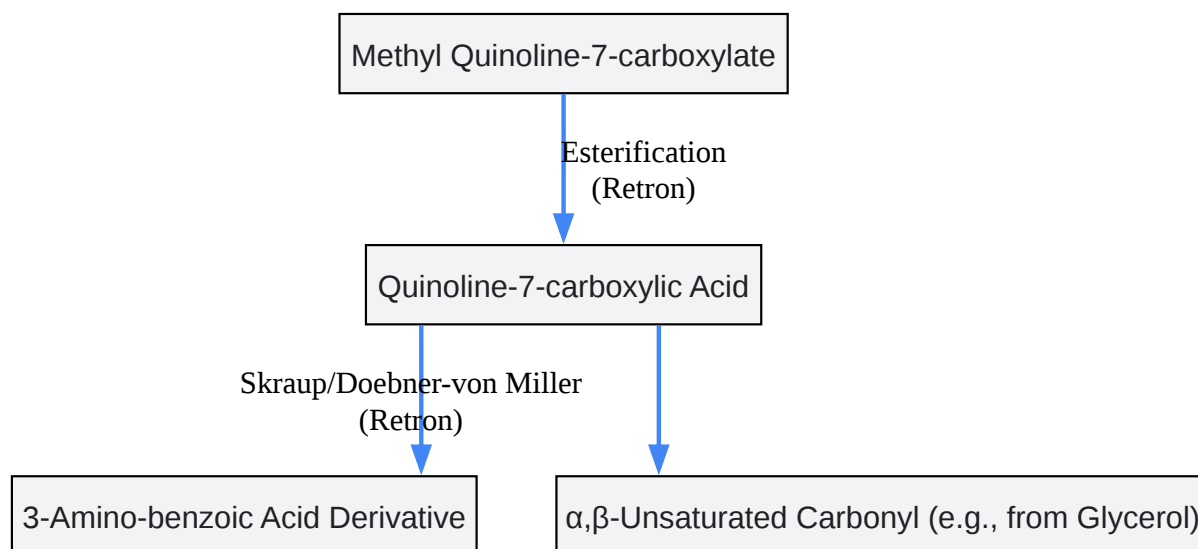 Methyl Quinoline-7-carboxylate
Esterification
(Retron)
Quinoline-7-carboxylic Acid
Skraup/Doebner-von Miller
(Retron)
3-Amino-benzoic Acid Derivative
α,β-Unsaturated Carbonyl (e.g., from Glycerol)